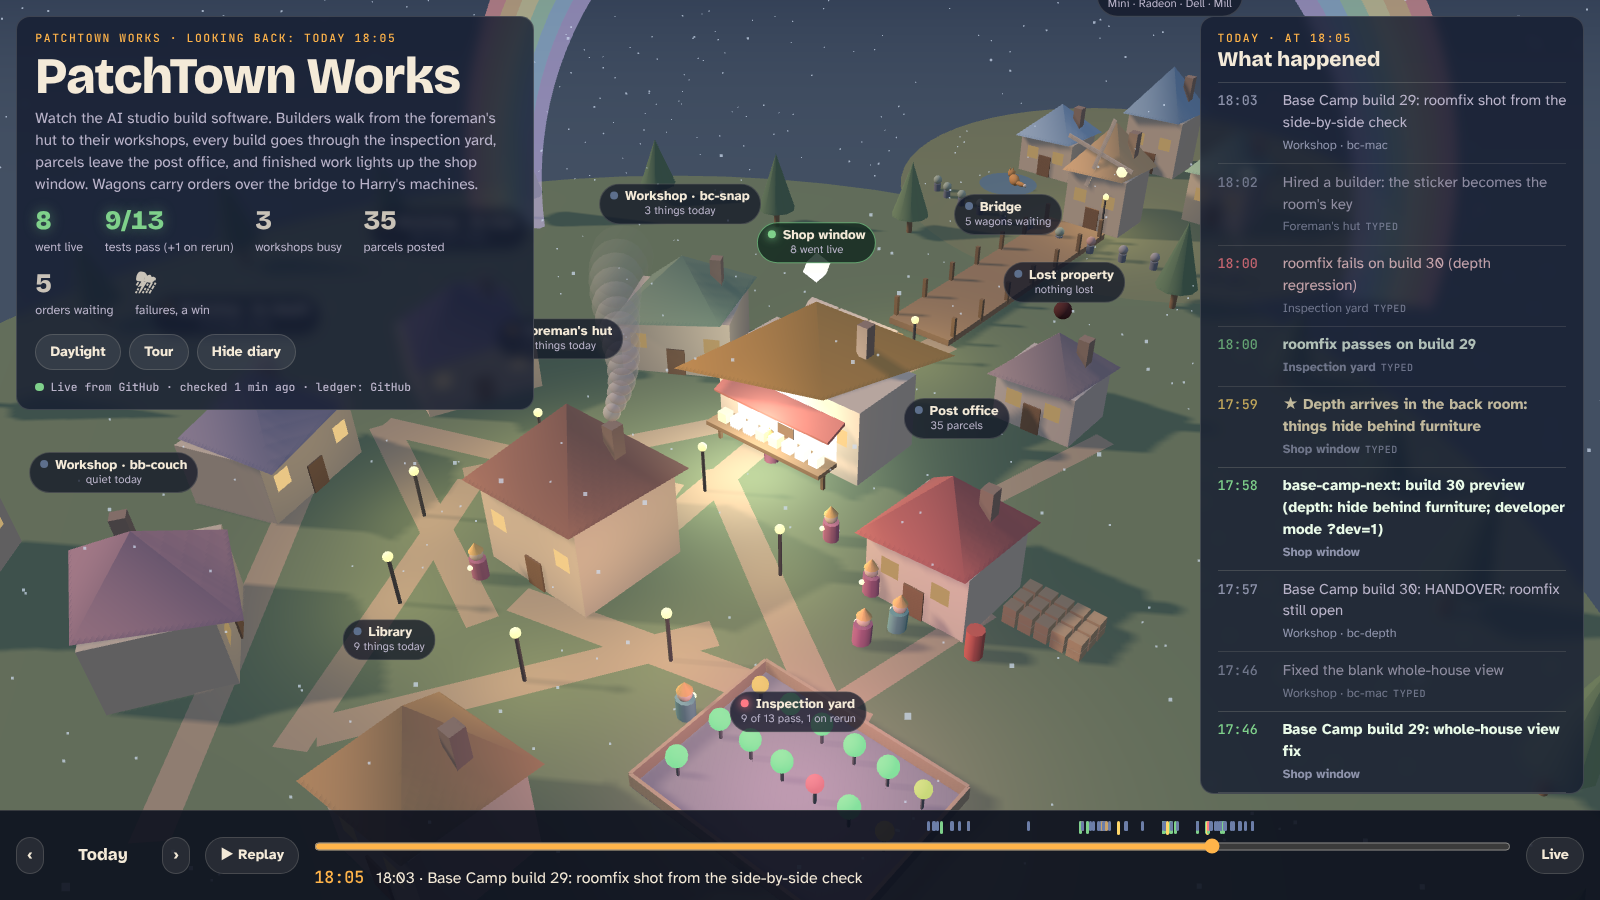 PATCHTOWN WORKS · LOOKING BACK: TODAY 18:05
PatchTown Works
Watch the AI studio build software. Builders walk from the foreman's
hut to their workshops, every build goes through the inspection yard,
parcels leave the post office, and finished work lights up the shop
window. Wagons carry orders over the bridge to Harry's machines.
8
went live
9/13
tests pass (+1 on rerun)
3
workshops busy
35
parcels posted
5
orders waiting
failures, a win
Daylight
Tour
Hide diary
Live from GitHub · checked 1 min ago · ledger: GitHub
Mini · Radeon · Dell · Mill
Workshop · bc-snap
3 things today
Shop window
8 went live
Bridge
5 wagons waiting
Lost property
nothing lost
oreman's hut
things today
Post office
35 parcels
Workshop · bb-couch
quiet today
Library
9 things today
Inspection yard
9 of 13 pass, 1 on rerun
TODAY · AT 18:05
What happened
18:03 Base Camp build 29: roomfix shot from the
side-by-side check
Workshop · bc-mac
18:02 Hired a builder: the sticker becomes the
room's key
Foreman's hut TYPED
18:00 roomfix fails on build 30 (depth
regression)
Inspection yard TYPED
18:00 roomfix passes on build 29
Inspection yard TYPED
17:59 ★ Depth arrives in the back room:
things hide behind furniture
Shop window TYPED
17:58 base-camp-next: build 30 preview
(depth: hide behind furniture; developer
mode ?dev=1)
Shop window
17:57 Base Camp build 30: HANDOVER: roomfix
still open
Workshop · bc-depth
17:46 Fixed the blank whole-house view
Workshop · bc-mac TYPED
17:46 Base Camp build 29: whole-house view
fix
Shop window
‹ Today › ▶ Replay
18:05 18:03 · Base Camp build 29: roomfix shot from the side-by-side check
Live